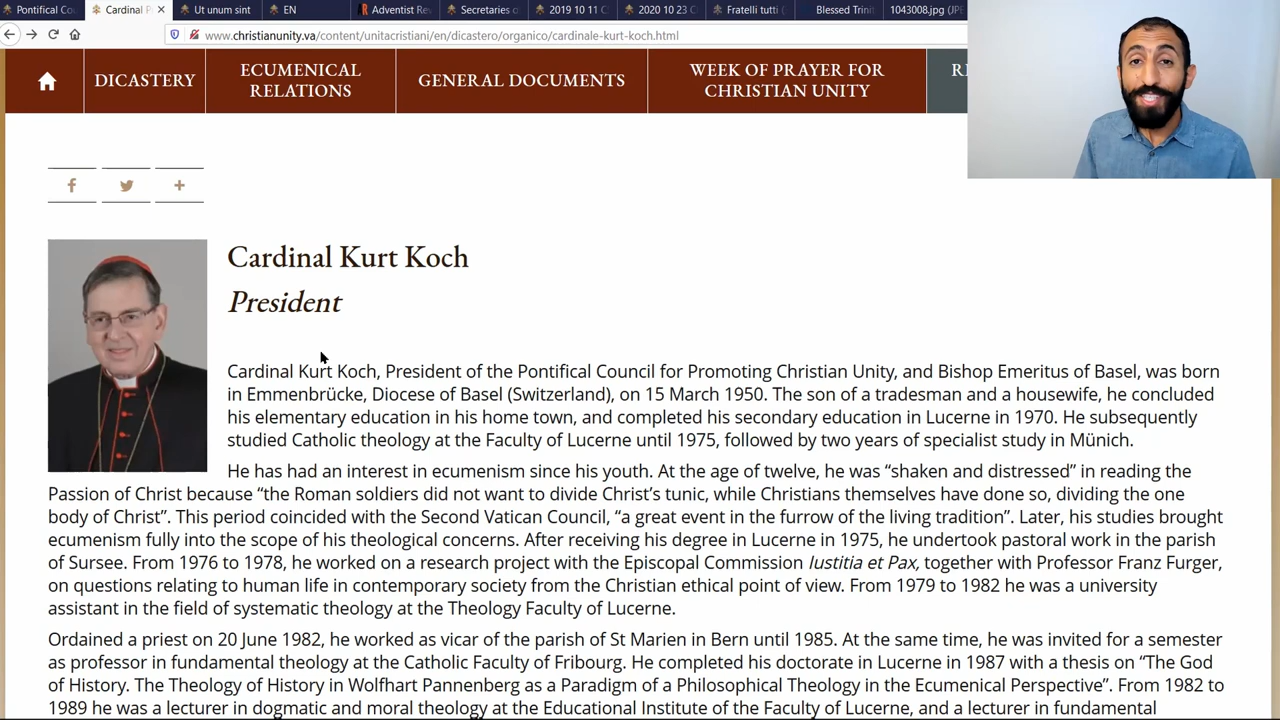 Pontifical Co
Cardinal P
Ut unum sint
EN
Adventist Re
Secretaries o
2019 10 11 C
2020 10 23 C
Fratelli tutti (
Blessed Trinit
1043008.jpg (JPE
www.christianunity.va/content/unitacristiani/en/dicastero/organico/cardinale-kurt-koch.html
DICASTERY
ECUMENICAL
RELATIONS
GENERAL DOCUMENTS
WEEK OF PRAYER FOR
CHRISTIAN UNITY
Cardinal Kurt Koch
President
Cardinal Kurt Koch, President of the Pontifical Council for Promoting Christian Unity, and Bishop Emeritus of Basel, was born
in Emmenbrücke, Diocese of Basel (Switzerland), on 15 March 1950. The son of a tradesman and a housewife, he concluded
his elementary education in his home town, and completed his secondary education in Lucerne in 1970. He subsequently
studied Catholic theology at the Faculty of Lucerne until 1975, followed by two years of specialist study in Münich.
He has had an interest in ecumenism since his youth. At the age of twelve, he was “shaken and distressed” in reading the
Passion of Christ because “the Roman soldiers did not want to divide Christ’s tunic, while Christians themselves have done so, dividing the one
body of Christ”. This period coincided with the Second Vatican Council, “a great event in the furrow of the living tradition”. Later, his studies brought
ecumenism fully into the scope of his theological concerns. After receiving his degree in Lucerne in 1975, he undertook pastoral work in the parish
of Sursee. From 1976 to 1978, he worked on a research project with the Episcopal Commission Iustitia et Pax, together with Professor Franz Furger,
on questions relating to human life in contemporary society from the Christian ethical point of view. From 1979 to 1982 he was a university
assistant in the field of systematic theology at the Theology Faculty of Lucerne.
Ordained a priest on 20 June 1982, he worked as vicar of the parish of St Marien in Bern until 1985. At the same time, he was invited for a semester
as professor in fundamental theology at the Catholic Faculty of Fribourg. He completed his doctorate in Lucerne in 1987 with a thesis on “The God
of History. The Theology of History in Wolfhart Pannenberg as a Paradigm of a Philosophical Theology in the Ecumenical Perspective”. From 1982 to
1989 he was a lecturer in dogmatic and moral theology at the Educational Institute of the Faculty of Lucerne, and a lecturer in fundamental